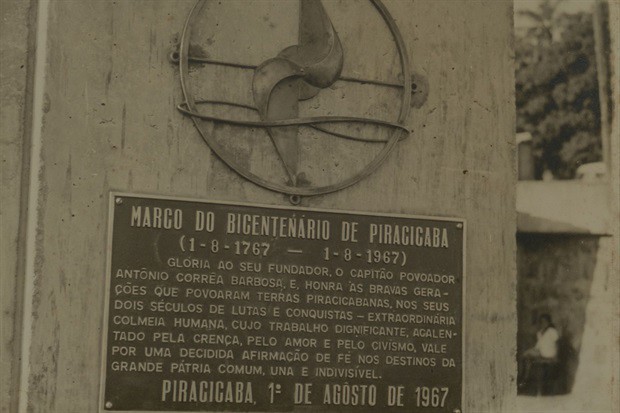 MARCO DO BICENTENÁRIO DE PIRACICABA
(1-8-1767 — 1-8-1967)
GLÓRIA AO SEU FUNDADOR, O CAPITÃO POVOADOR
ANTÔNIO CORRÊA BARBOSA, E, HONRA ÀS BRAVAS GERA-
ÇÕES QUE POVOARAM TERRAS PIRACICABANAS, NOS SEUS
DOIS SÉCULOS DE LUTAS E CONQUISTAS — EXTRAORDINÁRIA
COLMEIA HUMANA, CUJO TRABALHO DIGNIFICANTE, ACALEN-
TADO PELA CRENÇA, PELO AMOR E PELO CIVISMO, VALE
POR UMA DECIDIDA AFIRMAÇÃO DE FÉ NOS DESTINOS DA
GRANDE PÁTRIA COMUM, UNA E INDIVISÍVEL.
PIRACICABA, 1º DE AGÔSTO DE 1967